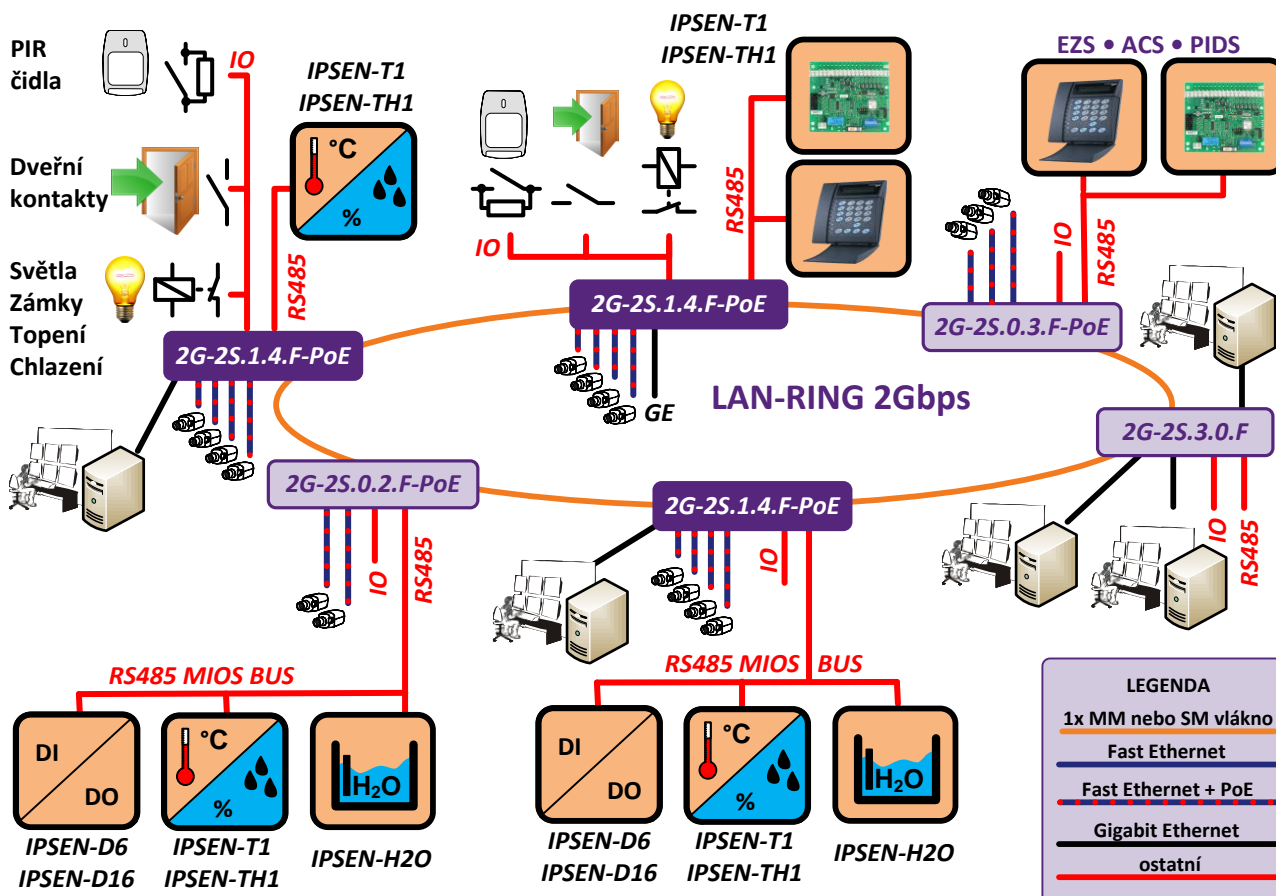 PIR
čidla
IO
IPSEN-T1
IPSEN-TH1
°C
%
Dveřní
kontakty
RS485
Světla
Zámky
Topení
Chlazení
2G-2S.1.4.F-PoE
IPSEN-T1
IPSEN-TH1
IO
RS485
2G-2S.1.4.F-PoE
GE
EZS • ACS • PIDS
IO
RS485
2G-2S.0.3.F-PoE
LAN-RING 2Gbps
2G-2S.3.0.F
IO
RS485
2G-2S.0.2.F-PoE
IO
RS485
2G-2S.1.4.F-PoE
IO
RS485 MIOS BUS
DI
DO
°C
%
H₂O
IPSEN-D6
IPSEN-D16
IPSEN-T1
IPSEN-TH1
IPSEN-H2O
RS485 MIOS BUS
DI
DO
°C
%
H₂O
IPSEN-D6
IPSEN-D16
IPSEN-T1
IPSEN-TH1
IPSEN-H2O
LEGENDA
1x MM nebo SM vlákno
Fast Ethernet
Fast Ethernet + PoE
Gigabit Ethernet
ostatní